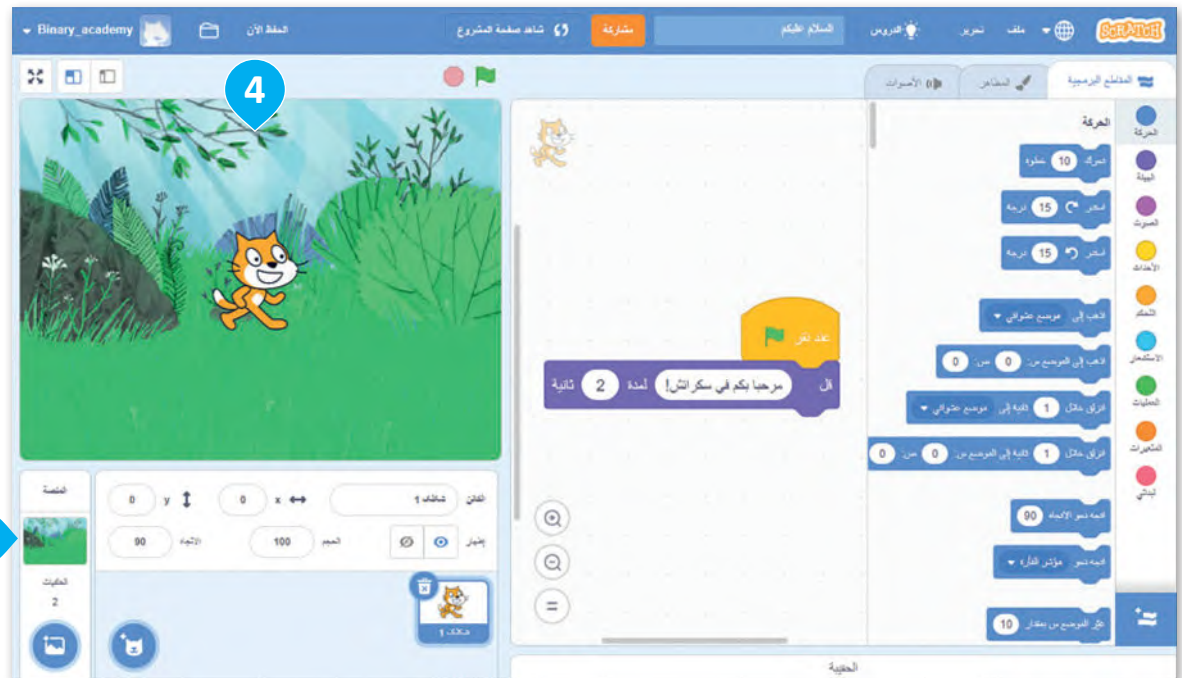 SCRATCH
ملف
تحرير
الدروس
السلام عليكم
مشاركة
شاهد صفحة المشروع
الحفظ الآن
Binary_academy
المقاطع البرمجية
المظاهر
الأصوات
4
الحركة
الهيئة
الصوت
الأحداث
التحكم
الاستشعار
العمليات
المتغيرات
لبناتي
الحركة
تحرك 10 خطوة
استدر 15 درجة
استدر 15 درجة
اذهب إلى موضع عشوائي
اذهب إلى الموضع س: 0 ص: 0
انزلق خلال 1 ثانية إلى موضع عشوائي
انزلق خلال 1 ثانية إلى الموضع س: 0 ص: 0
اتجه نحو الاتجاه 90
اتجه نحو مؤشر الفأرة
غيّر الموضع س بمقدار 10
عند نقر
قل مرحبا بكم في سكراتش! لمدة 2 ثانية
الحقيبة
الكائن
1
x 0
y 0
إظهار
الحجم 100
الاتجاه 90
1
المنصة
الخلفيات
2